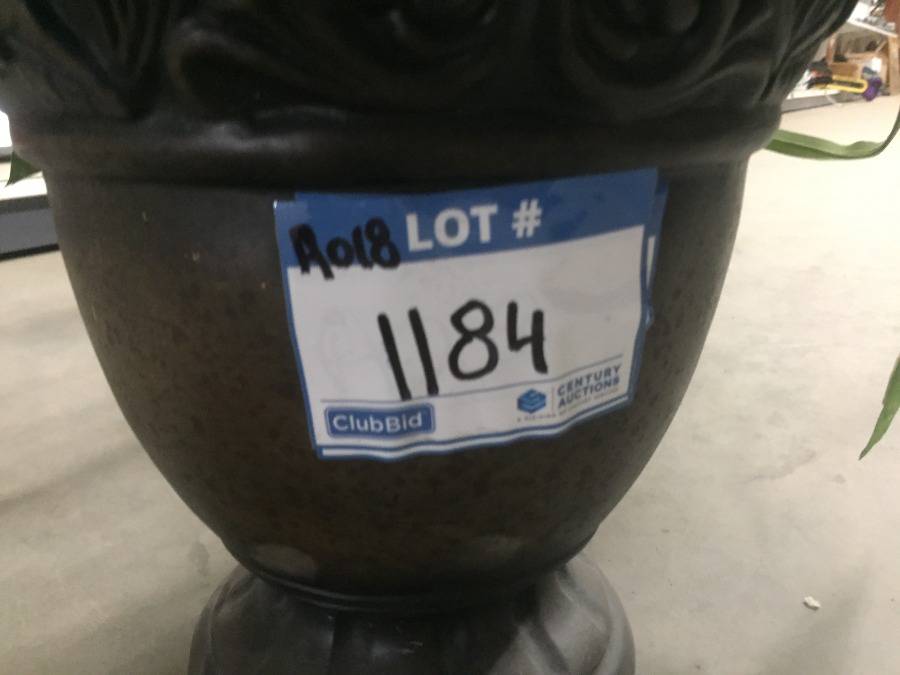 A018 LOT #
1184
ClubBid
CENTURY
AUCTIONS